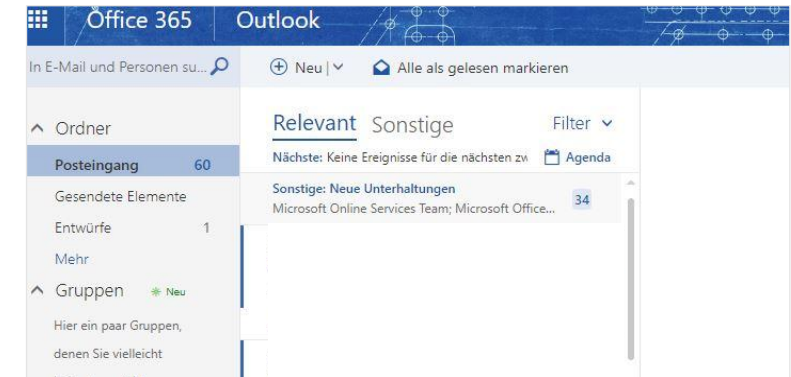 Office 365 Outlook
In E-Mail und Personen su...
Neu | Alle als gelesen markieren
Ordner
Posteingang 60
Gesendete Elemente
Entwürfe 1
Mehr
Gruppen Neu
Hier ein paar Gruppen,
denen Sie vielleicht
Relevant Sonstige Filter
Nächste: Keine Ereignisse für die nächsten zw Agenda
Sonstige: Neue Unterhaltungen
Microsoft Online Services Team; Microsoft Office... 34